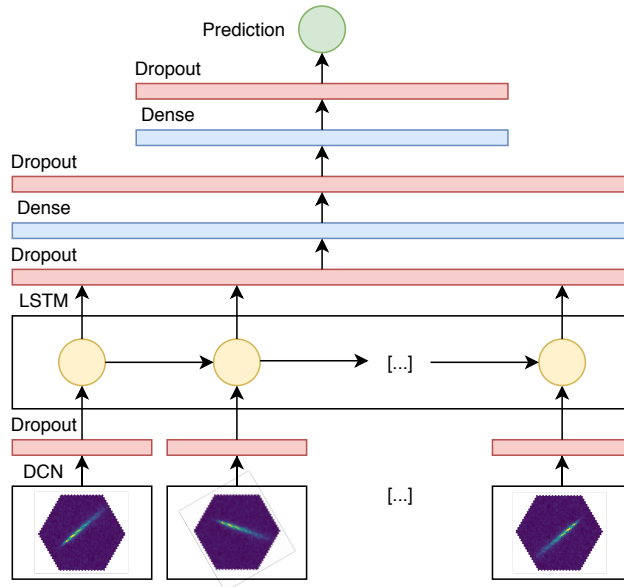 Prediction
Dropout
Dense
Dropout
Dense
Dropout
LSTM
[...]
Dropout
DCN
[...]